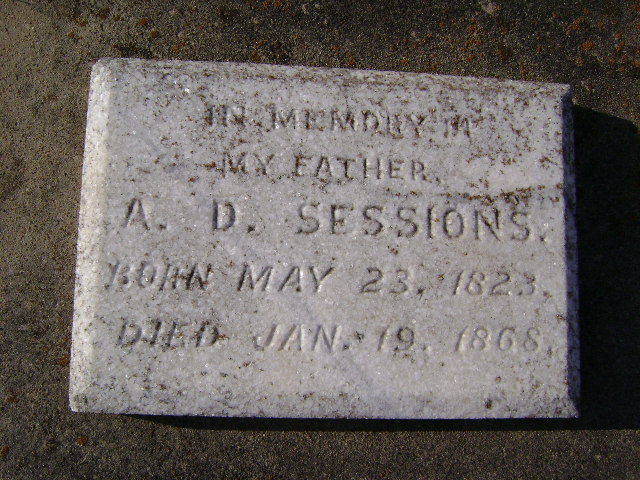 IN MEMORY OF
MY FATHER.
A. D. SESSIONS.
BORN MAY 23. 1823.
DIED JAN. 19. 1868.